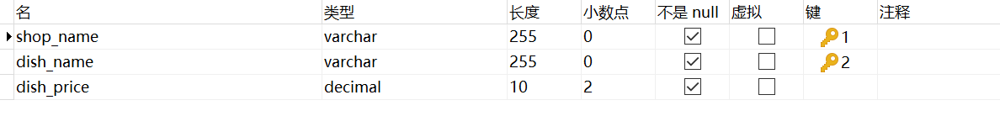 名 类型 长度 小数点 不是 null 虚拟 键 注释
shop_name varchar 255 0 1
dish_name varchar 255 0 2
dish_price decimal 10 2